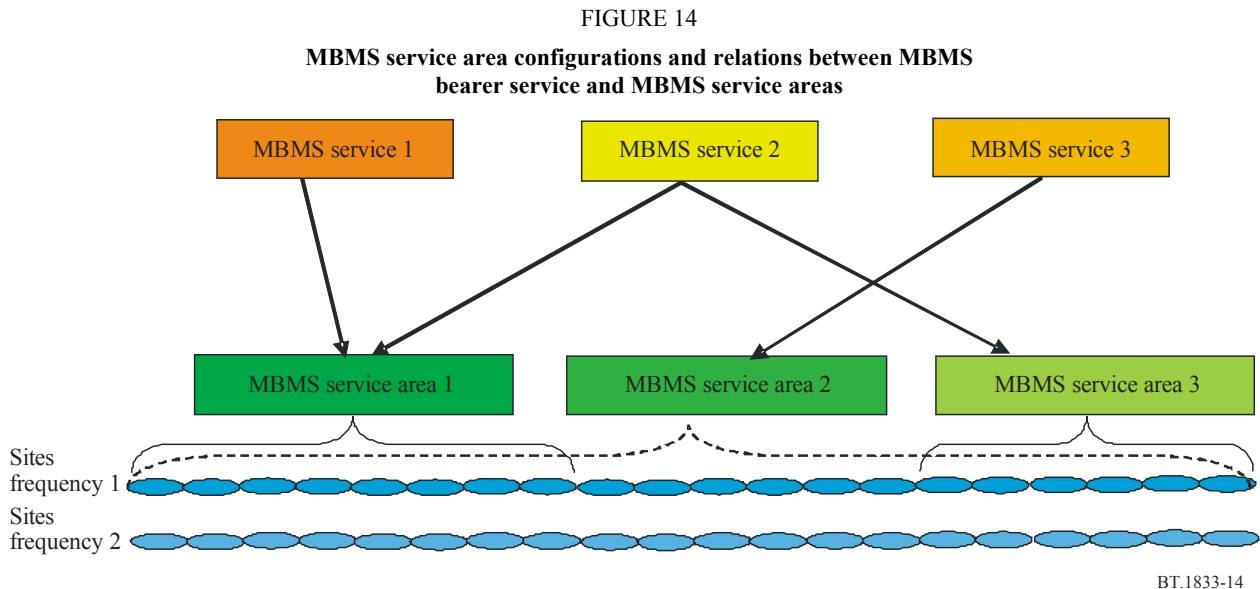 FIGURE 14
MBMS service area configurations and relations between MBMS
bearer service and MBMS service areas
MBMS service 1
MBMS service 2
MBMS service 3
MBMS service area 1
MBMS service area 2
MBMS service area 3
Sites
frequency 1
Sites
frequency 2
BT.1833-14